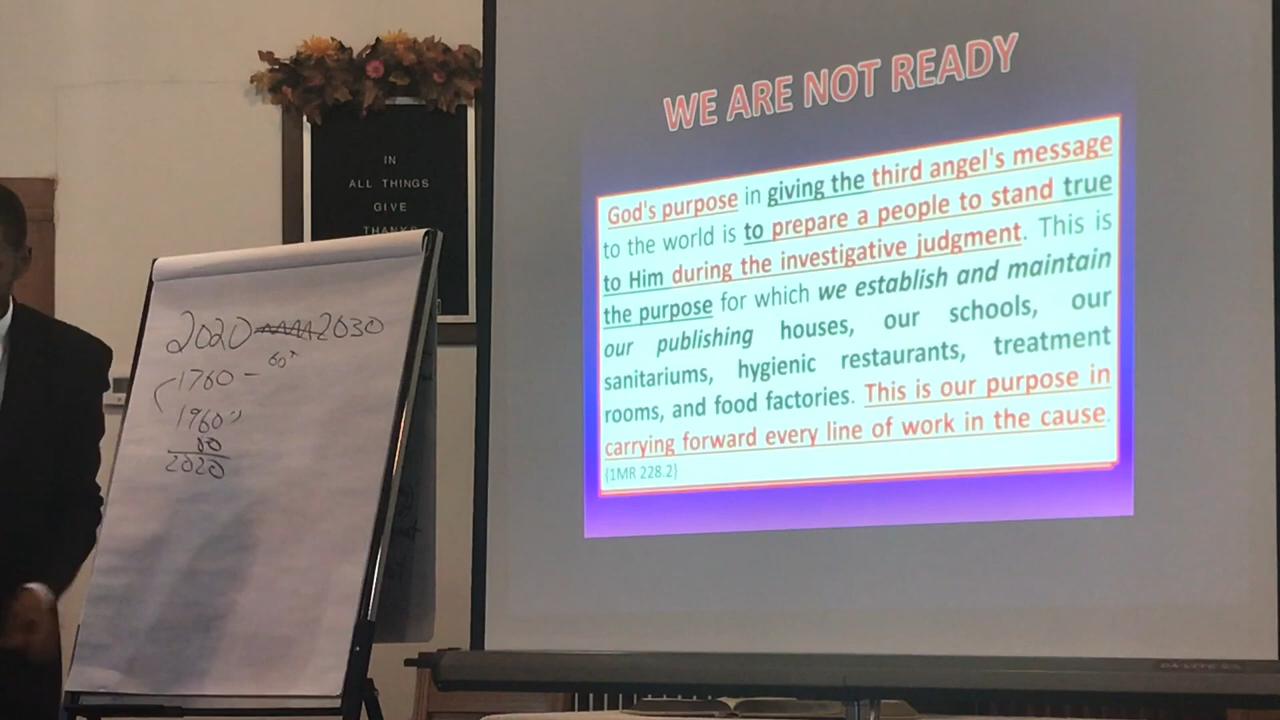 IN
ALL THINGS
GIVE
THANKS
2020 2030
60
1760 -
1960
2020
WE ARE NOT READY
God's purpose in giving the third angel's message
to the world is to prepare a people to stand true
to Him during the investigative judgment. This is
the purpose for which we establish and maintain
our publishing houses, our schools, our
sanitariums, hygienic restaurants, treatment
rooms, and food factories. This is our purpose in
carrying forward every line of work in the cause.
{1MR 228.2}